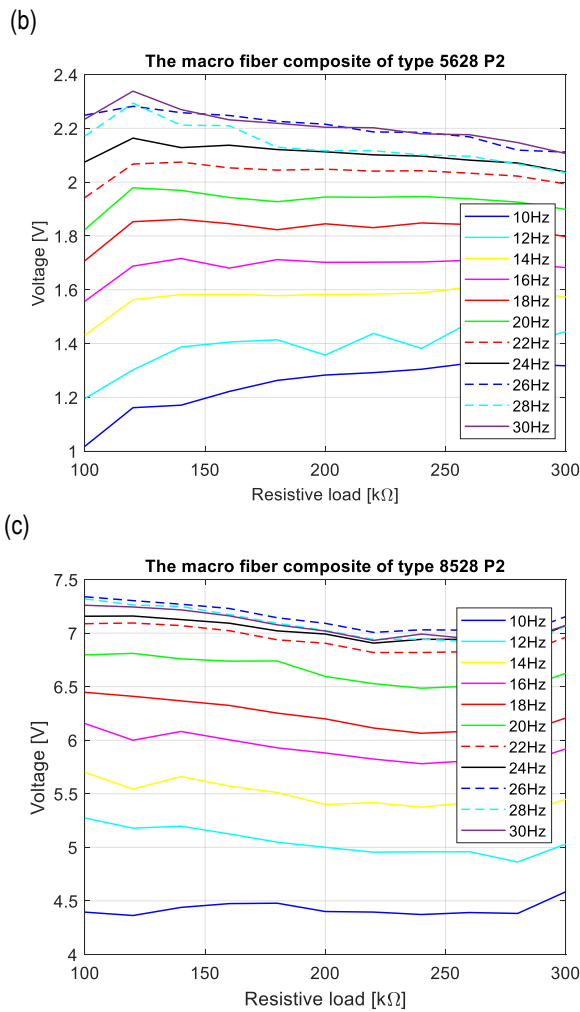 (b)
The macro fiber composite of type 5628 P2
Voltage [V]
2.4
2.2
2
1.8
1.6
1.4
1.2
1
10Hz
12Hz
14Hz
16Hz
18Hz
20Hz
22Hz
24Hz
26Hz
28Hz
30Hz
100 150 200 250 300
Resistive load [kΩ]
(c)
The macro fiber composite of type 8528 P2
Voltage [V]
7.5
7
6.5
6
5.5
5
4.5
4
10Hz
12Hz
14Hz
16Hz
18Hz
20Hz
22Hz
24Hz
26Hz
28Hz
30Hz
100 150 200 250 300
Resistive load [kΩ]